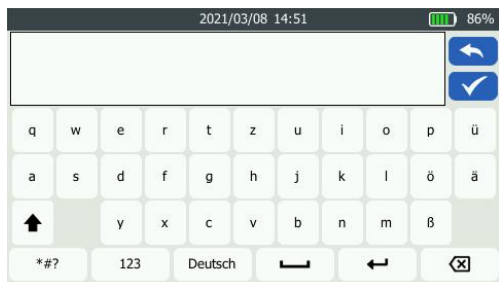 2021/03/08 14:51 86%
q w e r t z u i o p ü
a s d f g h j k l ö ä
y x c v b n m ß
*#? 123 Deutsch